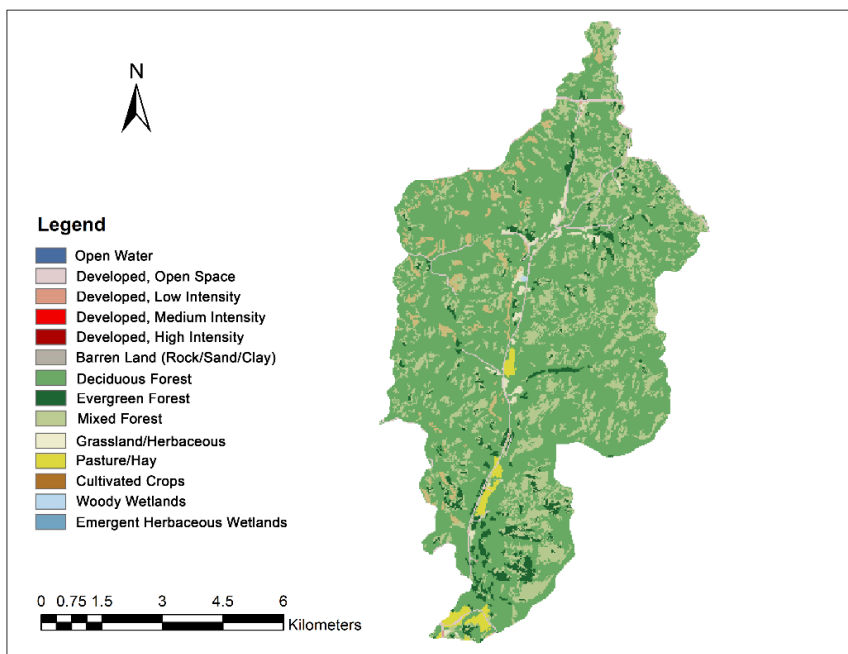 N
Legend
Open Water
Developed, Open Space
Developed, Low Intensity
Developed, Medium Intensity
Developed, High Intensity
Barren Land (Rock/Sand/Clay)
Deciduous Forest
Evergreen Forest
Mixed Forest
Grassland/Herbaceous
Pasture/Hay
Cultivated Crops
Woody Wetlands
Emergent Herbaceous Wetlands
0 0.75 1.5 3 4.5 6
Kilometers